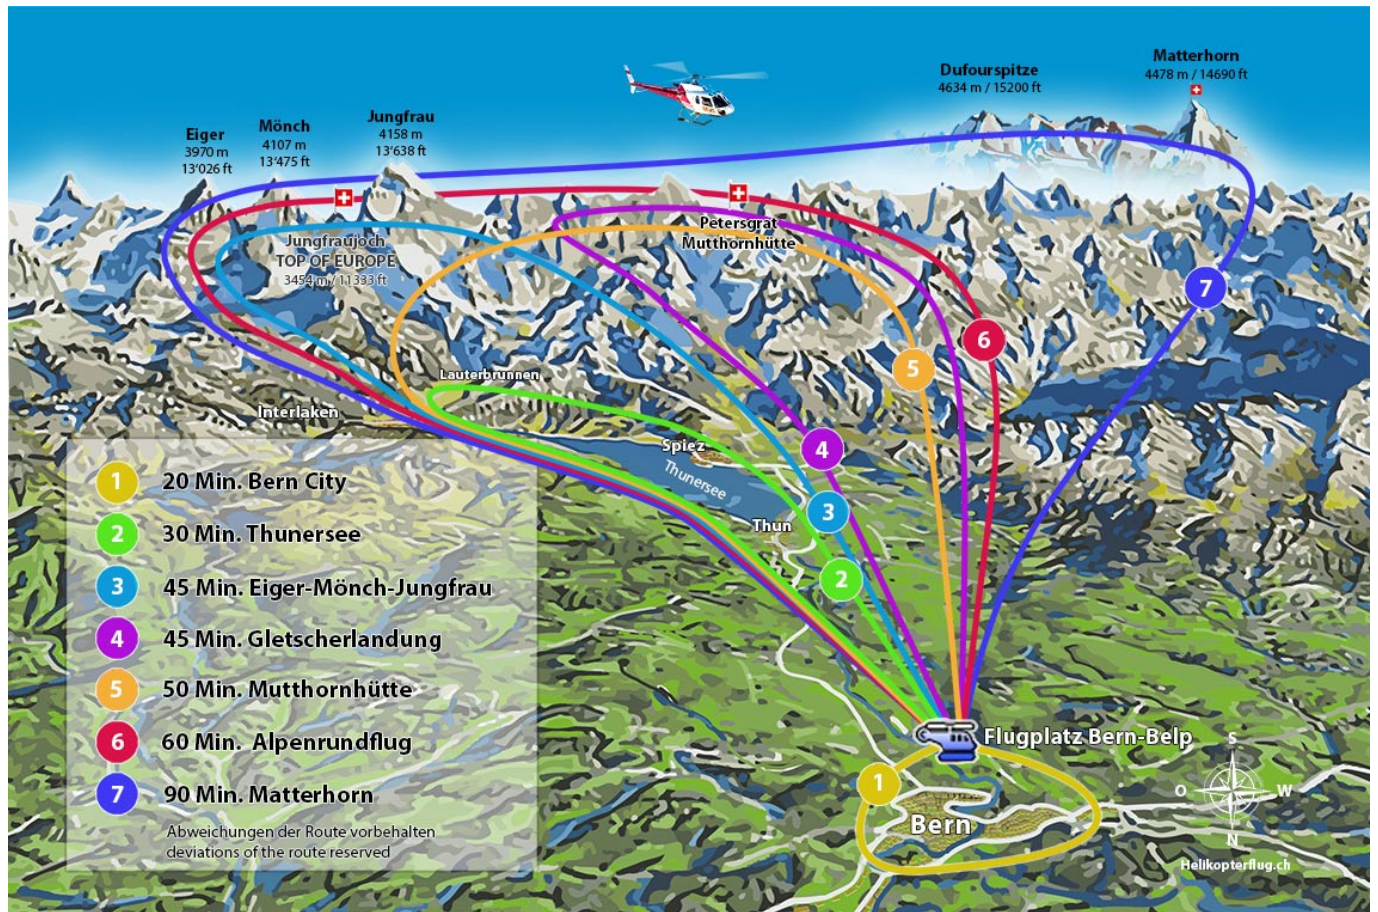 Matterhorn
4478 m / 14690 ft
Dufourspitze
4634 m / 15200 ft
Jungfrau
4158 m
13'638 ft
Mönch
4107 m
13'475 ft
Eiger
3970 m
13'026 ft
Petersgrat
Mutthornhütte
Jungfraujoch
TOP OF EUROPE
3454 m / 11333 ft
7
6
5
Lauterbrunnen
Interlaken
Spiez
4
Thunersee
3
Thun
2
1 20 Min. Bern City
2 30 Min. Thunersee
3 45 Min. Eiger-Mönch-Jungfrau
4 45 Min. Gletscherlandung
5 50 Min. Mutthornhütte
6 60 Min. Alpenrundflug
7 90 Min. Matterhorn
Abweichungen der Route vorbehalten
deviations of the route reserved
Flugplatz Bern-Belp
1
Bern
S
O W
N
Helikopterflug.ch